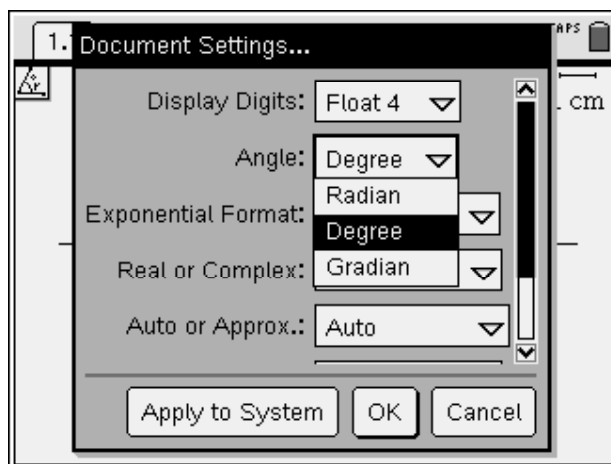 1.
APS
Document Settings...
cm
Display Digits: Float 4
Angle: Degree
Radian
Exponential Format:
Degree
Real or Complex:
Gradian
Auto or Approx.: Auto
Apply to System OK Cancel